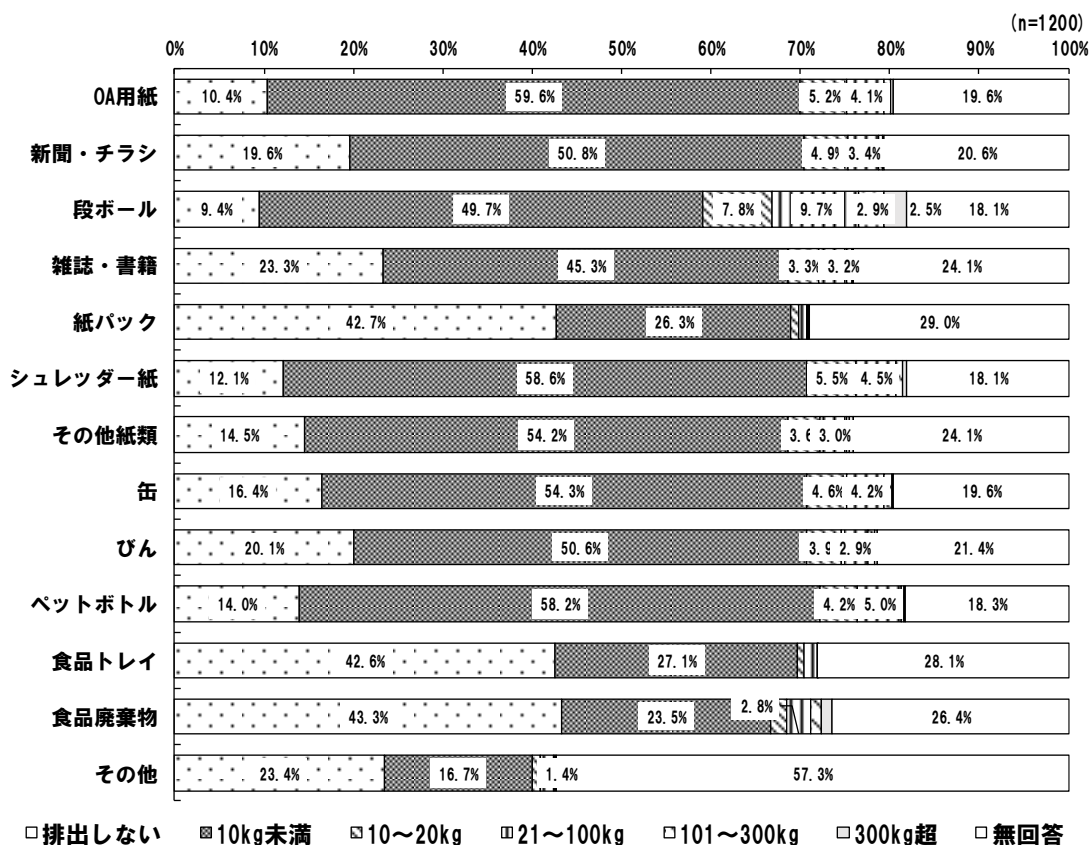 (n=1200)
0% 10% 20% 30% 40% 50% 60% 70% 80% 90% 100%
OA用紙 10.4% 59.6% 5.2% 4.1% 19.6%
新聞・チラシ 19.6% 50.8% 4.9% 3.4% 20.6%
段ボール 9.4% 49.7% 7.8% 9.7% 2.9% 2.5% 18.1%
雑誌・書籍 23.3% 45.3% 3.3% 3.2% 24.1%
紙パック 42.7% 26.3% 29.0%
シュレッダー紙 12.1% 58.6% 5.5% 4.5% 18.1%
その他紙類 14.5% 54.2% 3.6 3.0% 24.1%
缶 16.4% 54.3% 4.6% 4.2% 19.6%
びん 20.1% 50.6% 3.9 2.9% 21.4%
ペットボトル 14.0% 58.2% 4.2% 5.0% 18.3%
食品トレイ 42.6% 27.1% 28.1%
食品廃棄物 43.3% 23.5% 2.8% 26.4%
その他 23.4% 16.7% 1.4% 57.3%
排出しない 10kg未満 10～20kg 21～100kg 101～300kg 300kg超 無回答